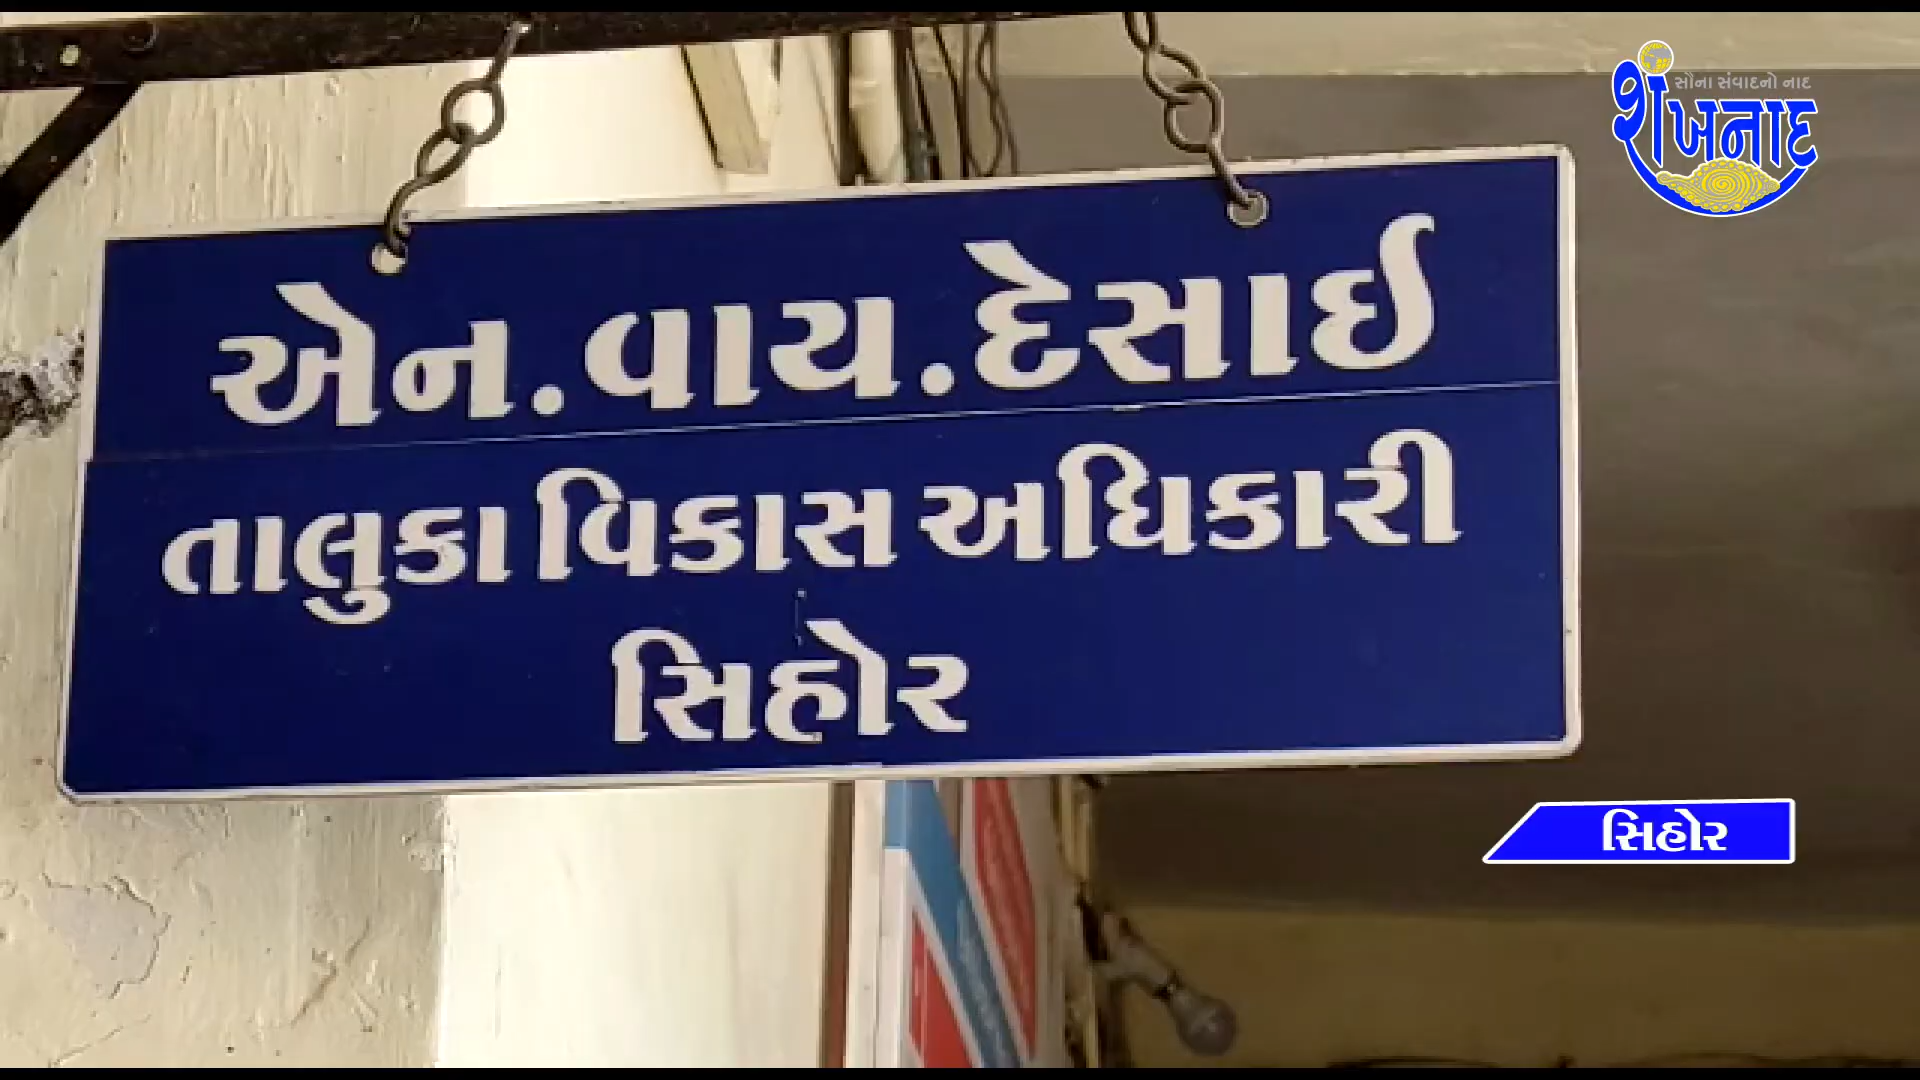 સૌના સંવાદનો નાદ
શંખનાદ
એન.વાય.દેસાઈ
તાલુકા વિકાસ અધિકારી
સિહોર
સિહોર